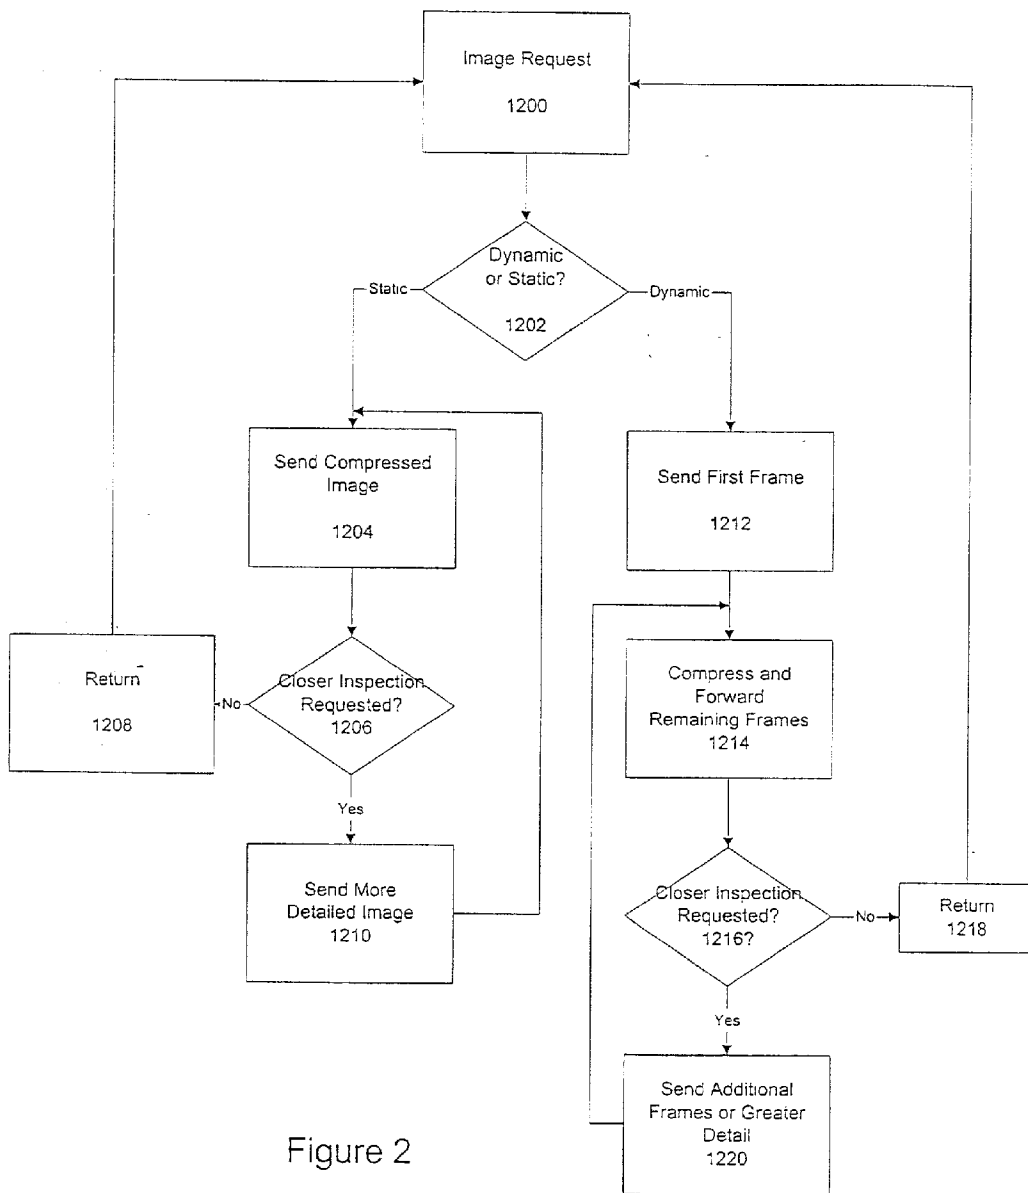 Image Request
1200
Dynamic
or Static?
1202
Static
Dynamic
Send Compressed
Image
1204
Send First Frame
1212
Return
1208
No
Closer Inspection
Requested?
1206
Compress and
Forward
Remaining Frames
1214
Yes
Send More
Detailed Image
1210
Closer Inspection
Requested?
1216?
No
Return
1218
Yes
Send Additional
Frames or Greater
Detail
1220
Figure 2